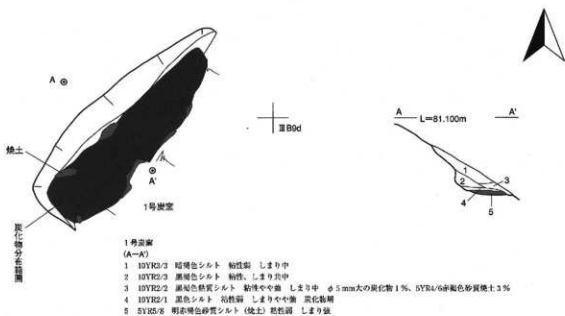 A
A'
焼土
炭化物分布範囲
1号炭窯
ⅢB9d
A L=81.100m A'
1
2
3
4
5
1号炭窯
(A-A')
1 10YR3/3 暗褐色シルト 粘性弱 しまり中
2 10YR2/3 黒褐色シルト 粘性、しまり共中
3 10YR2/2 黒褐色粘質シルト 粘性やや強 しまり中 φ5mm大の炭化物1%、5YR4/6赤褐色砂質焼土3%
4 10YR2/1 黒色シルト 粘性弱 しまりやや強 炭化物層
5 5YR5/8 明赤褐色砂質シルト(焼土) 粘性弱 しまり強